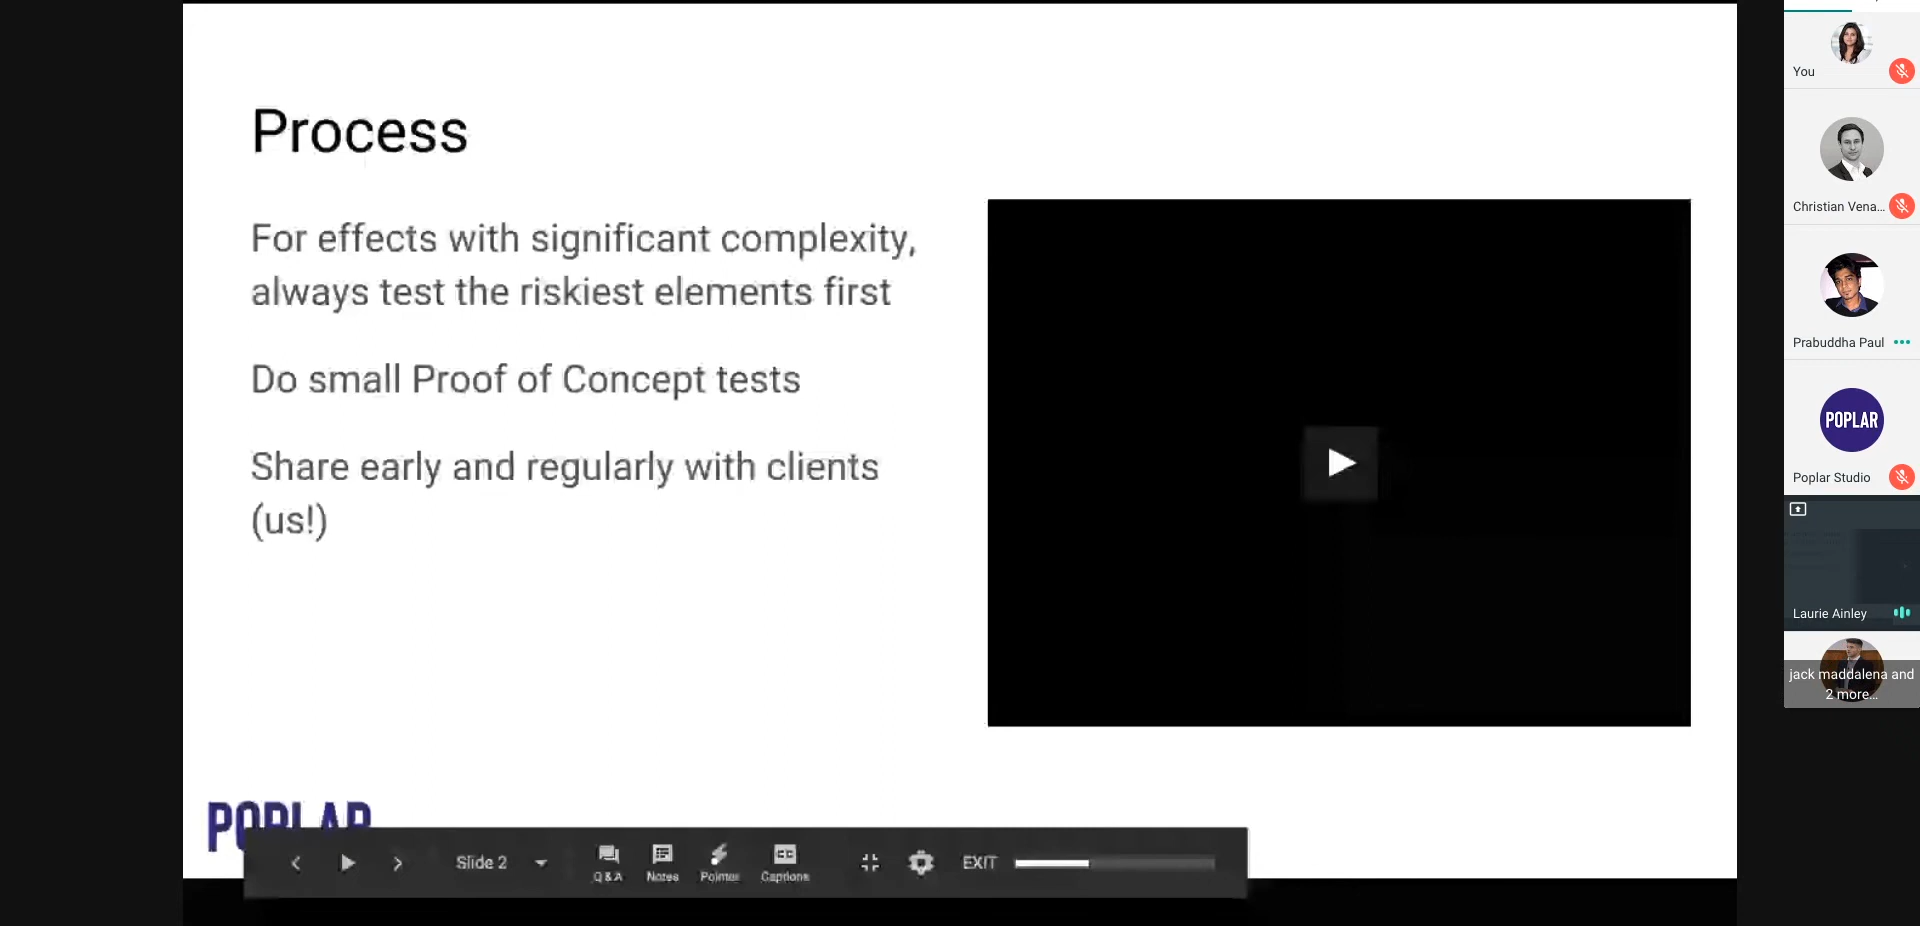 Process
For effects with significant complexity,
always test the riskiest elements first
Do small Proof of Concept tests
Share early and regularly with clients
(us!)
POPLAR
Slide 2
Q & A
Notes
Pointer
Captions
EXIT
You
Christian Vena...
Prabuddha Paul
POPLAR
Poplar Studio
Laurie Ainley
jack maddalena and
2 more...